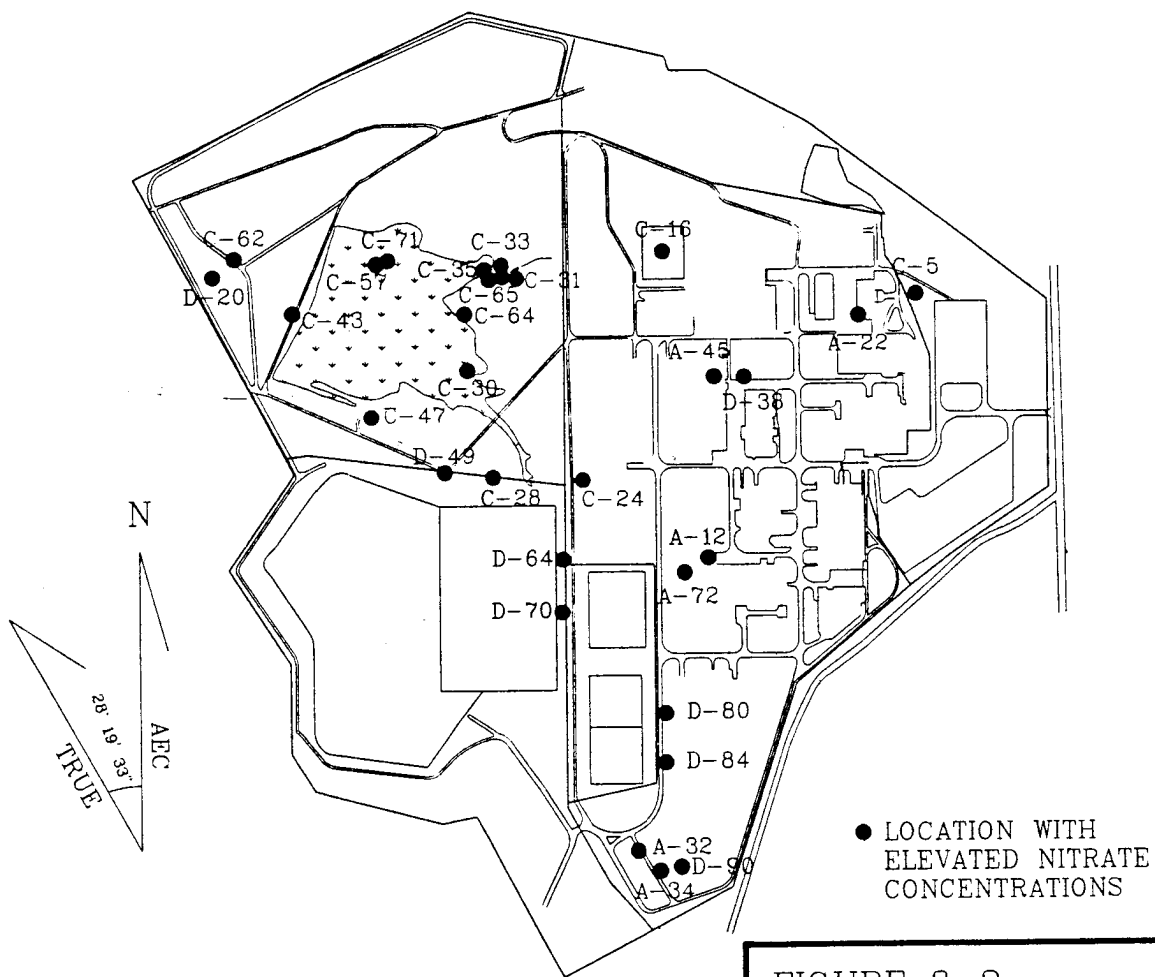 C-16
C-62
C-71
C-33
C-5
C-35
C-57
C-31
D-20
C-65
C-43
C-64
A-22
A-45
C-30
D-38
C-47
D-49
C-28
C-24
N
A-12
D-64
A-72
D-70
D-80
AEC
28° 19' 33"
TRUE
D-84
LOCATION WITH
ELEVATED NITRATE
CONCENTRATIONS
A-32
D-90
A-34